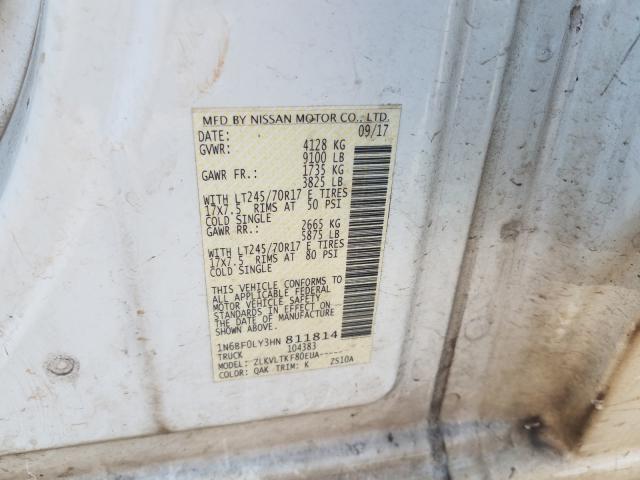 MFD BY NISSAN MOTOR CO., LTD.
DATE: 09/17
GVWR: 4128 KG
9100 LB
GAWR FR.: 1735 KG
3825 LB
WITH LT245/70R17 E TIRES
17X7.5 RIMS AT 50 PSI
COLD SINGLE
GAWR RR.: 2665 KG
5875 LB
WITH LT245/70R17 E TIRES
17X7.5 RIMS AT 80 PSI
COLD SINGLE
THIS VEHICLE CONFORMS TO
ALL APPLICABLE FEDERAL
MOTOR VEHICLE SAFETY
STANDARDS IN EFFECT ON
DATE OF MANUFACTURE
SHOWN ABOVE.
1N6BF0LY3HN 811814
TRUCK 104383
MODEL: ZLKVLTKF80EUA-----
COLOR: QAK TRIM: K ZS10A